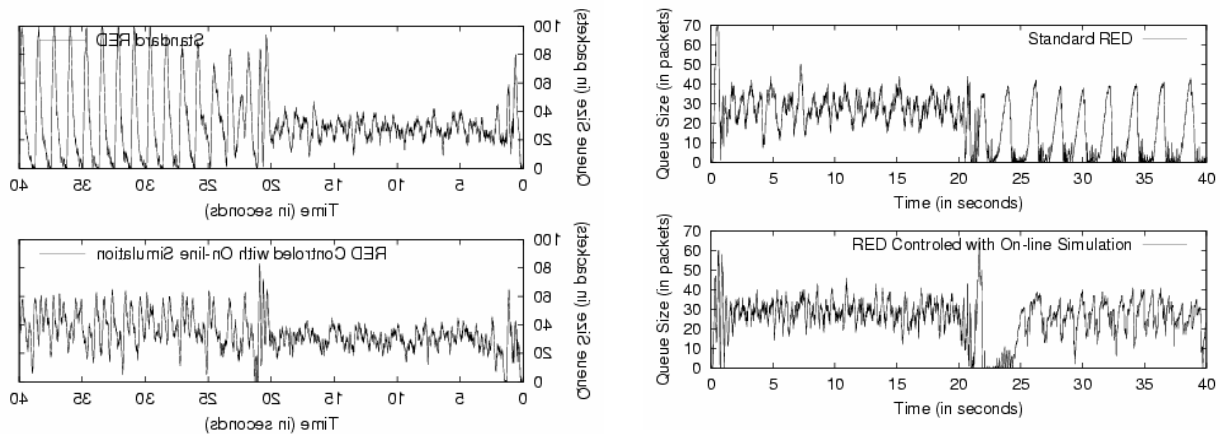 Standard RED
Queue Size (in packets)
100
80
60
40
20
0
40 35 30 25 20 15 10 5 0
Time (in seconds)
RED Controled with On-line Simulation
Queue Size (in packets)
100
80
60
40
20
0
40 35 30 25 20 15 10 5 0
Time (in seconds)
Standard RED
Queue Size (in packets)
70
60
50
40
30
20
10
0
0 5 10 15 20 25 30 35 40
Time (in seconds)
RED Controled with On-line Simulation
Queue Size (in packets)
70
60
50
40
30
20
10
0
0 5 10 15 20 25 30 35 40
Time (in seconds)